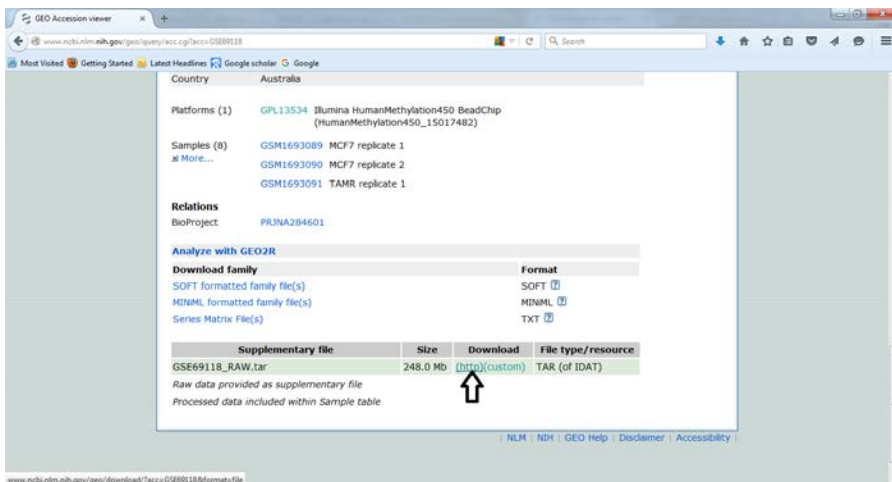 GEO Accession viewer × +
www.ncbi.nlm.nih.gov/geo/query/acc.cgi?acc=GSE69118 Search
Most Visited Getting Started Latest Headlines Google scholar Google
Country Australia
Platforms (1) GPL13534 Illumina HumanMethylation450 BeadChip
(HumanMethylation450_15017482)
Samples (8) GSM1693089 MCF7 replicate 1
More...
GSM1693090 MCF7 replicate 2
GSM1693091 TAMR replicate 1
Relations
BioProject PRJNA284601
Analyze with GEO2R
Download family Format
SOFT formatted family file(s) SOFT ?
MINiML formatted family file(s) MINiML ?
Series Matrix File(s) TXT ?
Supplementary file Size Download File type/resource
GSE69118_RAW.tar 248.0 Mb (http)(custom) TAR (of IDAT)
Raw data provided as supplementary file
Processed data included within Sample table
| NLM | NIH | GEO Help | Disclaimer | Accessibility |
www.ncbi.nlm.nih.gov/geo/download/?acc=GSE69118&format=file